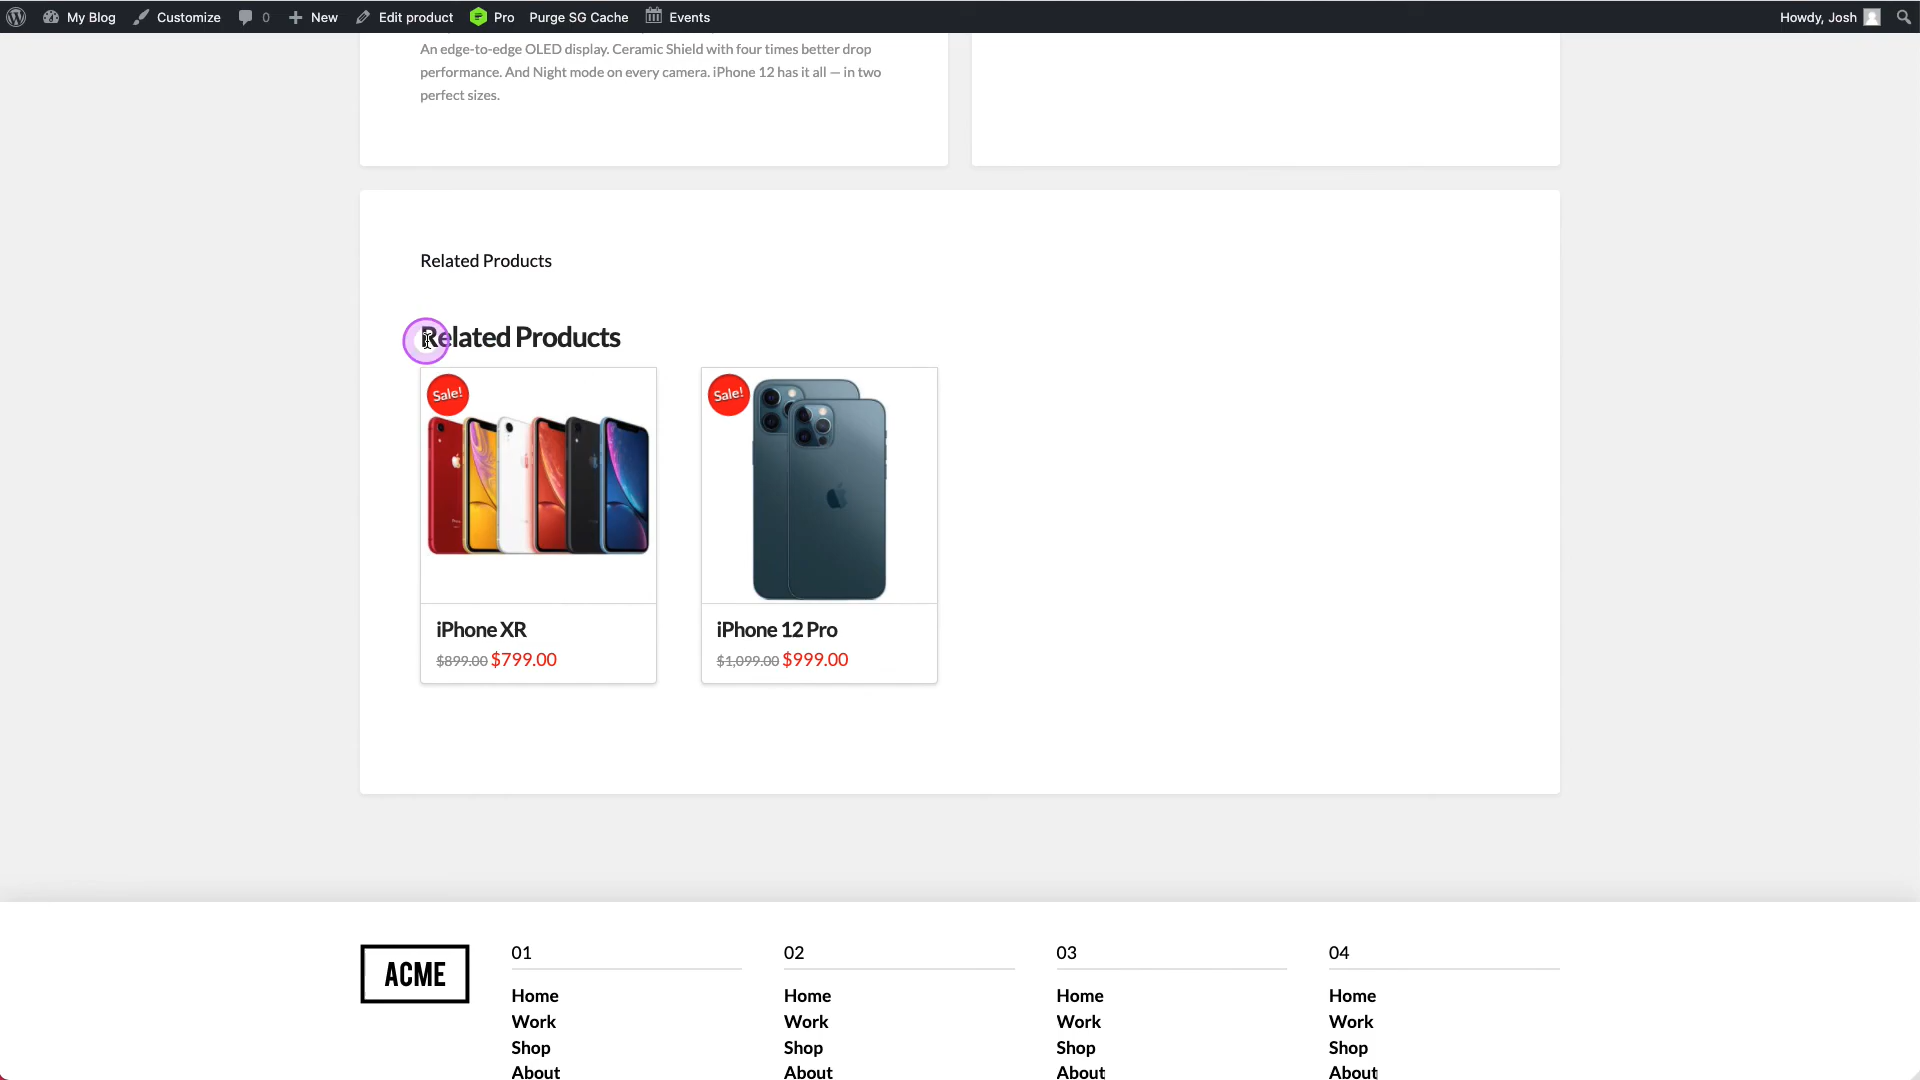 My Blog Customize 0 New Edit product Pro Purge SG Cache Events Howdy, Josh
An edge-to-edge OLED display. Ceramic Shield with four times better drop
performance. And Night mode on every camera. iPhone 12 has it all — in two
perfect sizes.
Related Products
Related Products
Sale! Sale!
iPhone XR iPhone 12 Pro
$899.00 $799.00 $1,099.00 $999.00
ACME
01 02 03 04
Home Home Home Home
Work Work Work Work
Shop Shop Shop Shop
About About About About